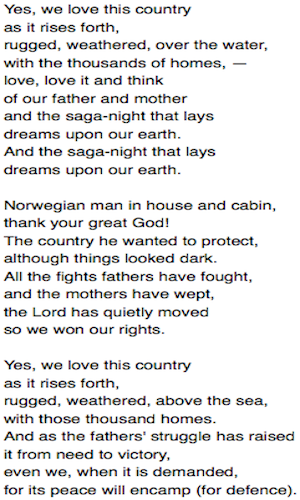 Yes, we love this country
as it rises forth,
rugged, weathered, over the water,
with the thousands of homes, —
love, love it and think
of our father and mother
and the saga-night that lays
dreams upon our earth.
And the saga-night that lays
dreams upon our earth.

Norwegian man in house and cabin,
thank your great God!
The country he wanted to protect,
although things looked dark.
All the fights fathers have fought,
and the mothers have wept,
the Lord has quietly moved
so we won our rights.

Yes, we love this country
as it rises forth,
rugged, weathered, above the sea,
with those thousand homes.
And as the fathers' struggle has raised
it from need to victory,
even we, when it is demanded,
for its peace will encamp (for defence).